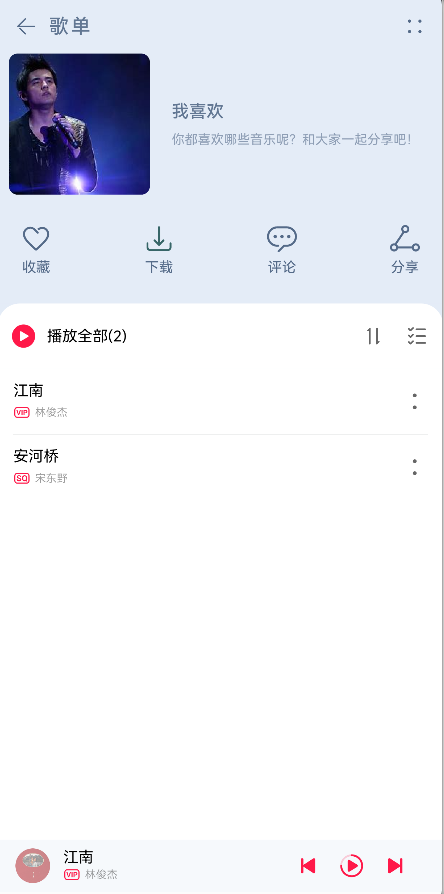 歌单
我喜欢
你都喜欢哪些音乐呢？和大家一起分享吧！
收藏 下载 评论 分享
播放全部(2)
江南
VIP 林俊杰
安河桥
SQ 宋东野
江南
VIP 林俊杰